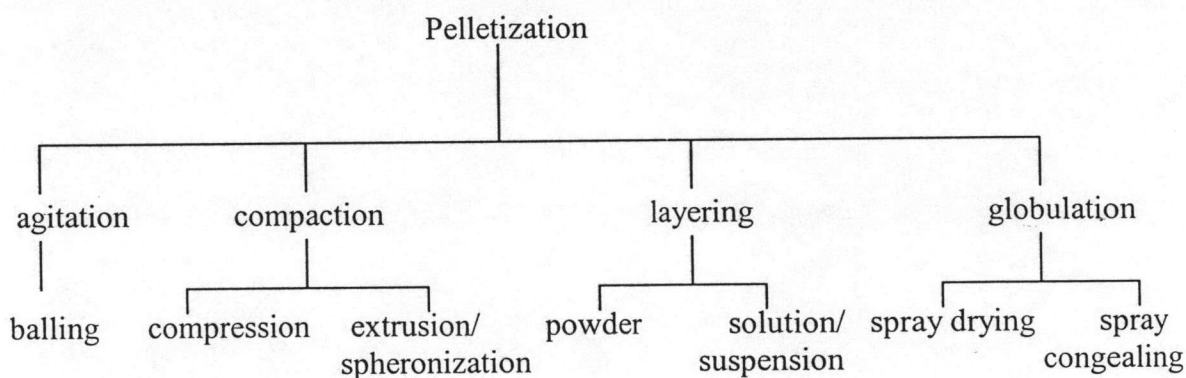 Pelletization
agitation compaction layering globulation
balling compression extrusion/ powder solution/ spray drying spray
spheronization suspension congealing